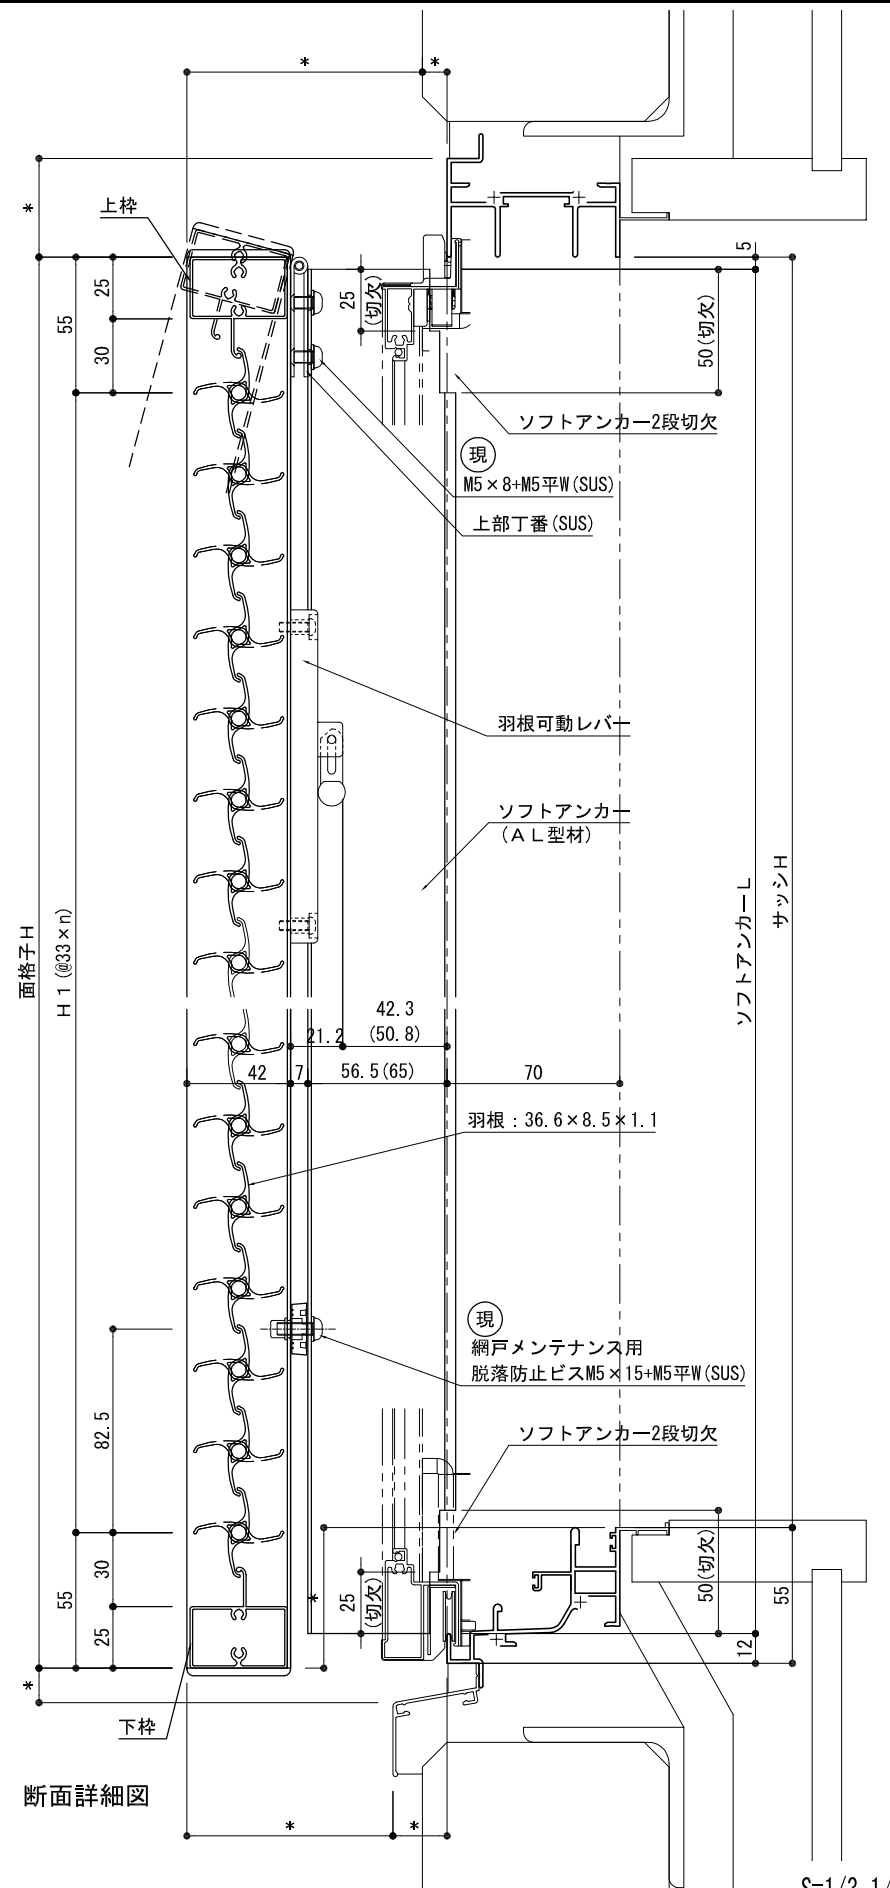 *
*
*
上枠
5
25
55
30
25
(切欠)
50(切欠)
ソフトアンカー2段切欠
現
M5×8+M5平W(SUS)
上部丁番(SUS)
羽根可動レバー
ソフトアンカー
(ＡＬ型材)
面格子H
H1(@33×n)
ソフトアンカーL
サッシH
42.3
21.2
(50.8)
42
7
56.5(65)
70
羽根：36.6×8.5×1.1
現
網戸メンテナンス用
脱落防止ビスM5×15+M5平W(SUS)
82.5
ソフトアンカー2段切欠
30
55
25
*
25
(切欠)
50(切欠)
55
12
*
下枠
断面詳細図
*
*